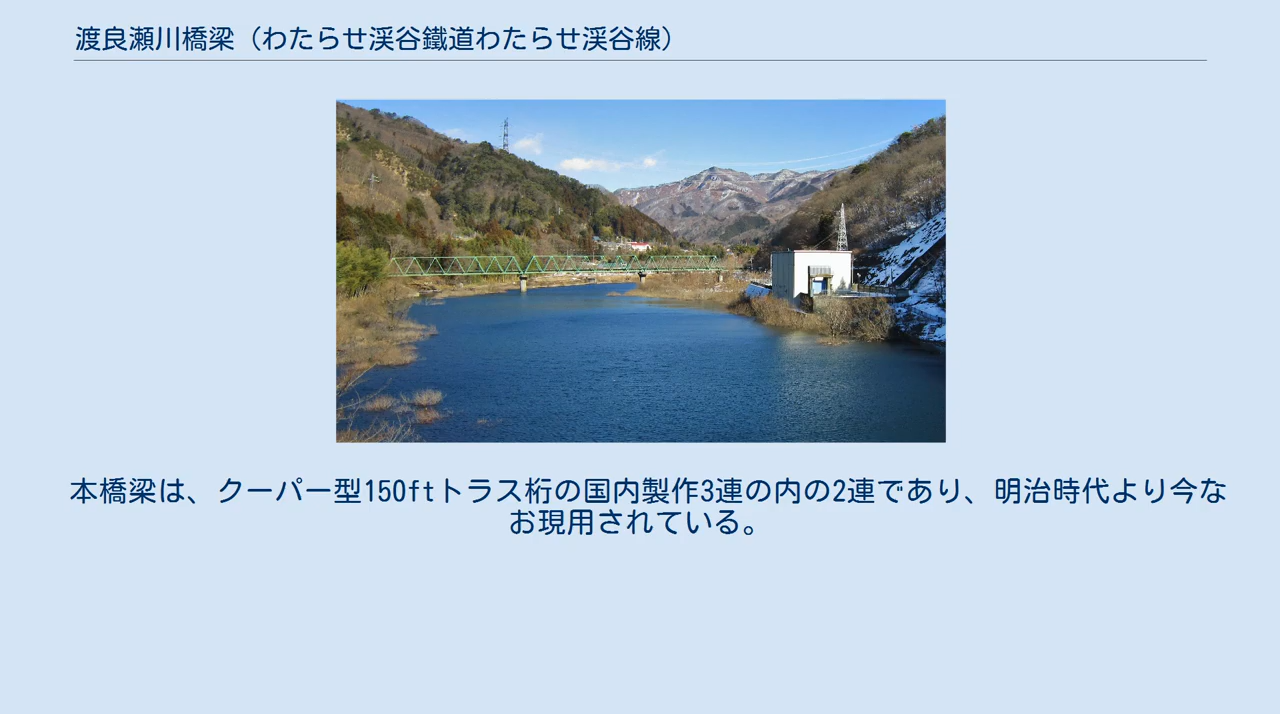 渡良瀬川橋梁（わたらせ渓谷鐵道わたらせ渓谷線）
本橋梁は、クーパー型150ftトラス桁の国内製作3連の内の2連であり、明治時代より今な
お現用されている。